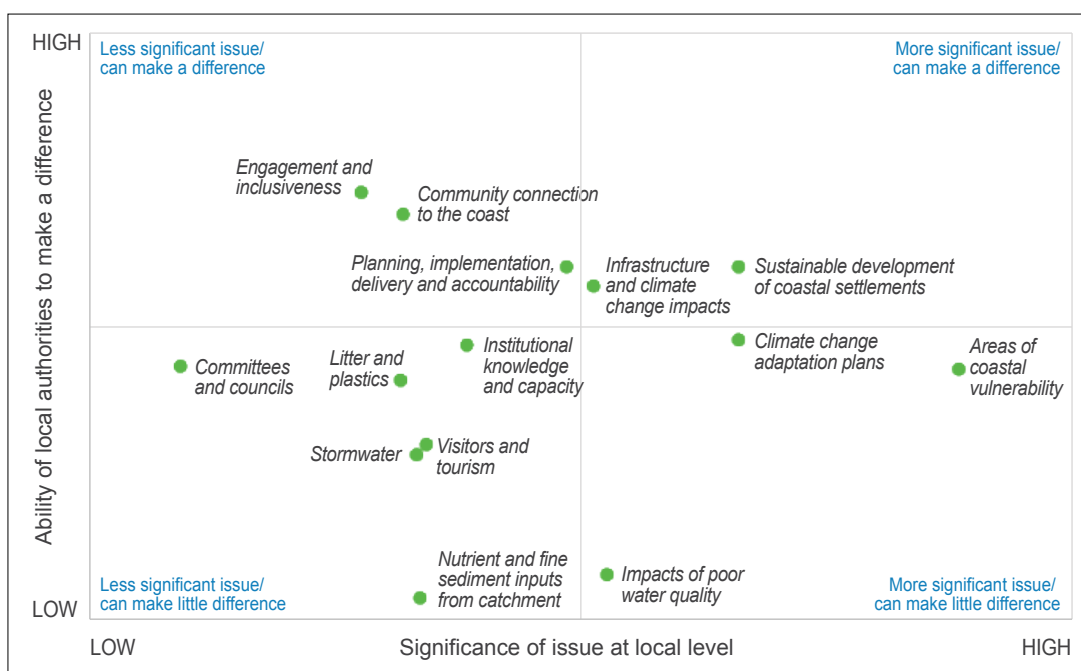 HIGH
Less significant issue/
can make a difference
More significant issue/
can make a difference
Ability of local authorities to make a difference
Engagement and
inclusiveness
Community connection
to the coast
Planning, implementation,
delivery and accountability
Infrastructure
and climate
change impacts
Sustainable development
of coastal settlements
Committees
and councils
Litter and
plastics
Institutional
knowledge
and capacity
Climate change
adaptation plans
Areas of
coastal
vulnerability
Stormwater
Visitors and
tourism
Nutrient and fine
sediment inputs
from catchment
Impacts of poor
water quality
Less significant issue/
can make little difference
More significant issue/
can make little difference
LOW
LOW
Significance of issue at local level
HIGH